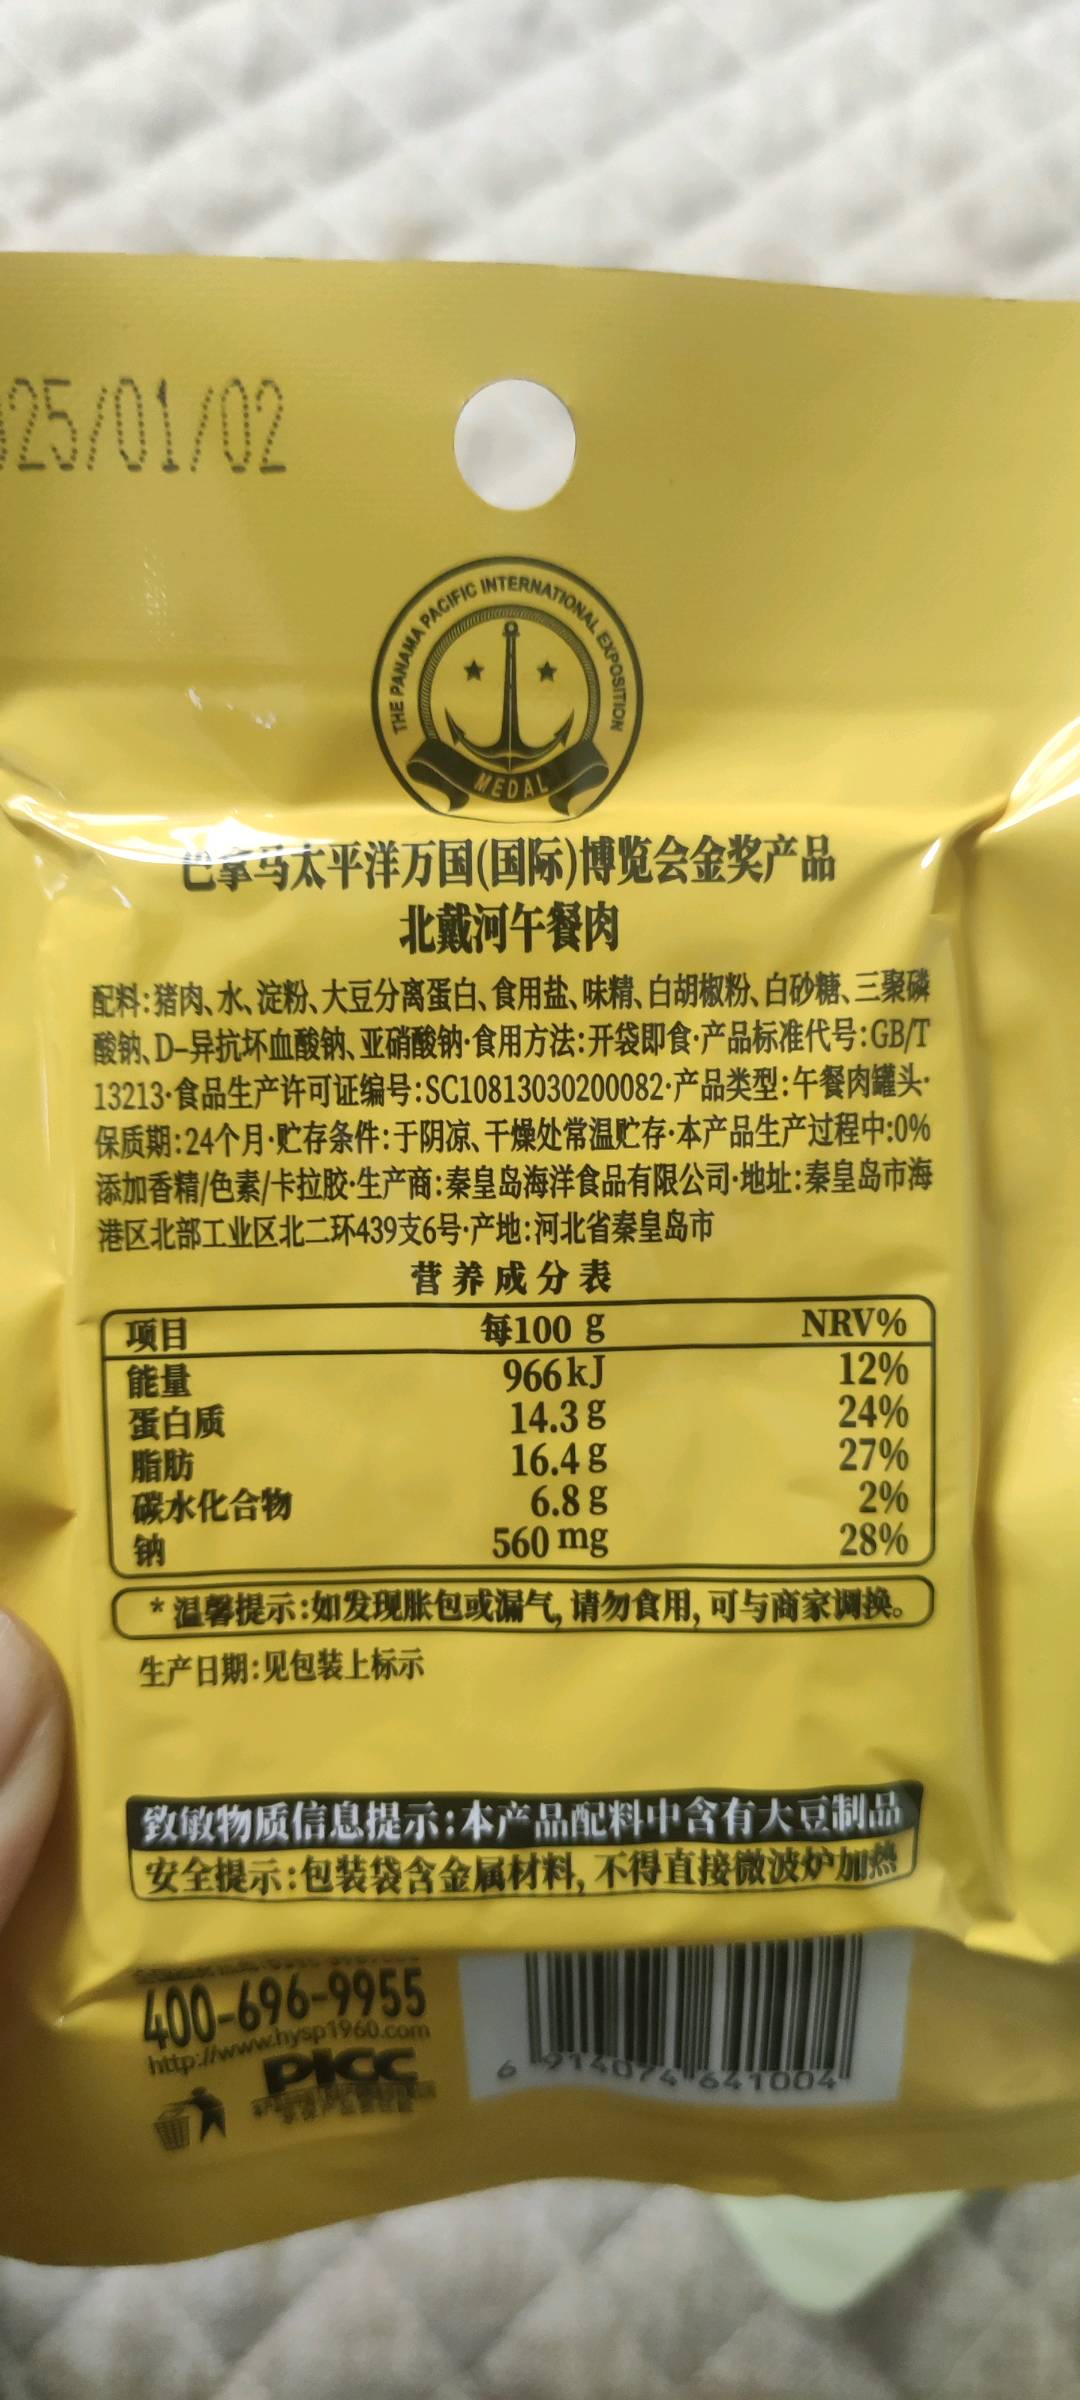 25/01/02
THE PANAMA PACIFIC INTERNATIONAL EXPOSITION
MEDAL
巴拿马太平洋万国(国际)博览会金奖产品
北戴河午餐肉
配料:猪肉、水、淀粉、大豆分离蛋白、食用盐、味精、白胡椒粉、白砂糖、三聚磷
酸钠、D-异抗坏血酸钠、亚硝酸钠·食用方法:开袋即食·产品标准代号:GB/T
13213·食品生产许可证编号:SC10813030200082·产品类型:午餐肉罐头·
保质期:24个月·贮存条件:于阴凉、干燥处常温贮存·本产品生产过程中:0%
添加香精/色素/卡拉胶·生产商:秦皇岛海洋食品有限公司·地址:秦皇岛市海
港区北部工业区北二环439支6号·产地:河北省秦皇岛市
营养成分表
项目 每100 g NRV%
能量 966 kJ 12%
蛋白质 14.3 g 24%
脂肪 16.4 g 27%
碳水化合物 6.8 g 2%
钠 560 mg 28%
*温馨提示:如发现胀包或漏气,请勿食用,可与商家调换。
生产日期:见包装上标示
致敏物质信息提示:本产品配料中含有大豆制品
安全提示:包装袋含金属材料,不得直接微波炉加热
400-696-9955
http://www.hysp1960.com
PICC
6 914074 641004